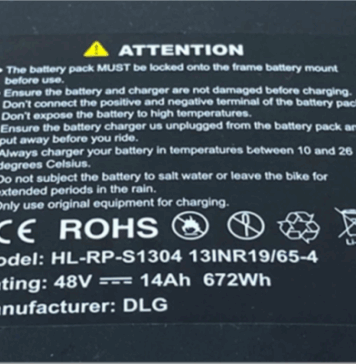 ATTENTION
• The battery pack MUST be locked onto the frame battery mount
before use.
Ensure the battery and charger are not damaged before charging.
Don't connect the positive and negative terminal of the battery pac
Don't expose the battery to high temperatures.
Ensure the battery charger us unplugged from the battery pack an
put away before you ride.
Always charger your battery in temperatures between 10 and 26
degrees Celsius.
Do not subject the battery to salt water or leave the bike for
extended periods in the rain.
Only use original equipment for charging.
CE ROHS
odel: HL-RP-S1304 13INR19/65-4
ting: 48V 14Ah 672Wh
nufacturer: DLG